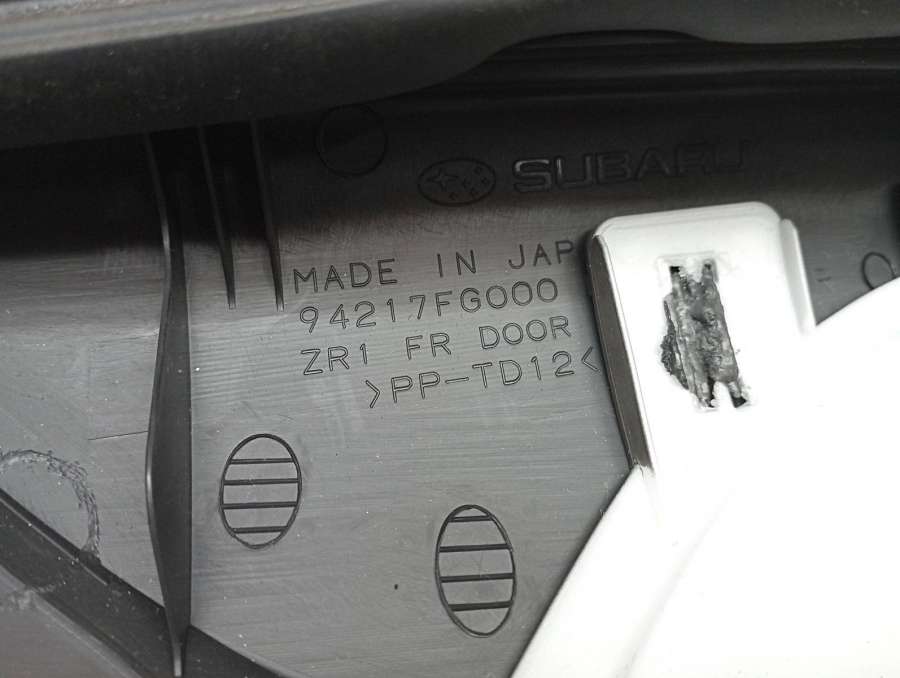 SUBARU
MADE IN JAP
94217FG000
ZR1 FR DOOR
>PP-TD12<